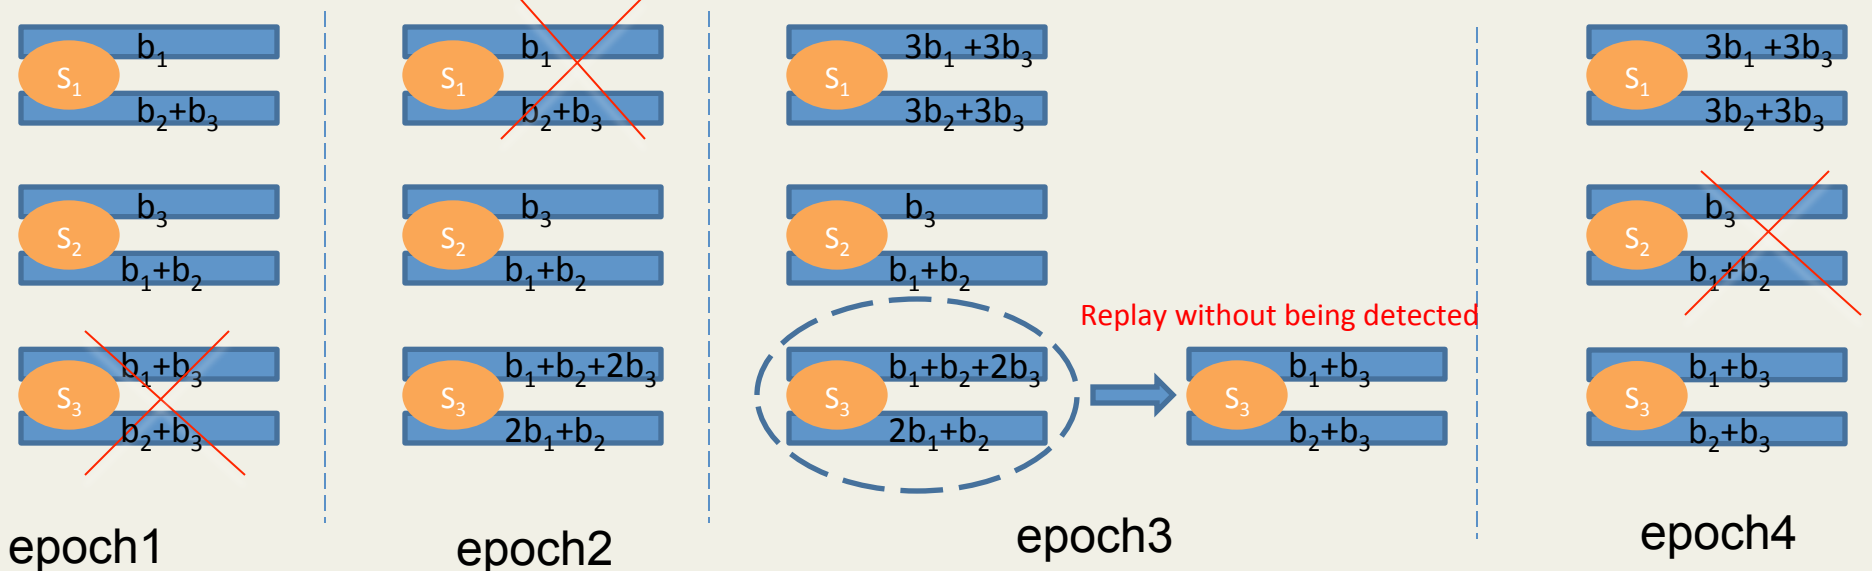 b₁
S₁
b₂+b₃
b₃
S₂
b₁+b₂
b₁+b₃
S₃
b₂+b₃
epoch1
b₁
S₁
b₂+b₃
b₃
S₂
b₁+b₂
b₁+b₂+2b₃
S₃
2b₁+b₂
epoch2
3b₁ +3b₃
S₁
3b₂+3b₃
b₃
S₂
b₁+b₂
b₁+b₂+2b₃
S₃
2b₁+b₂
Replay without being detected
b₁+b₃
S₃
b₂+b₃
epoch3
3b₁ +3b₃
S₁
3b₂+3b₃
b₃
S₂
b₁+b₂
b₁+b₃
S₃
b₂+b₃
epoch4